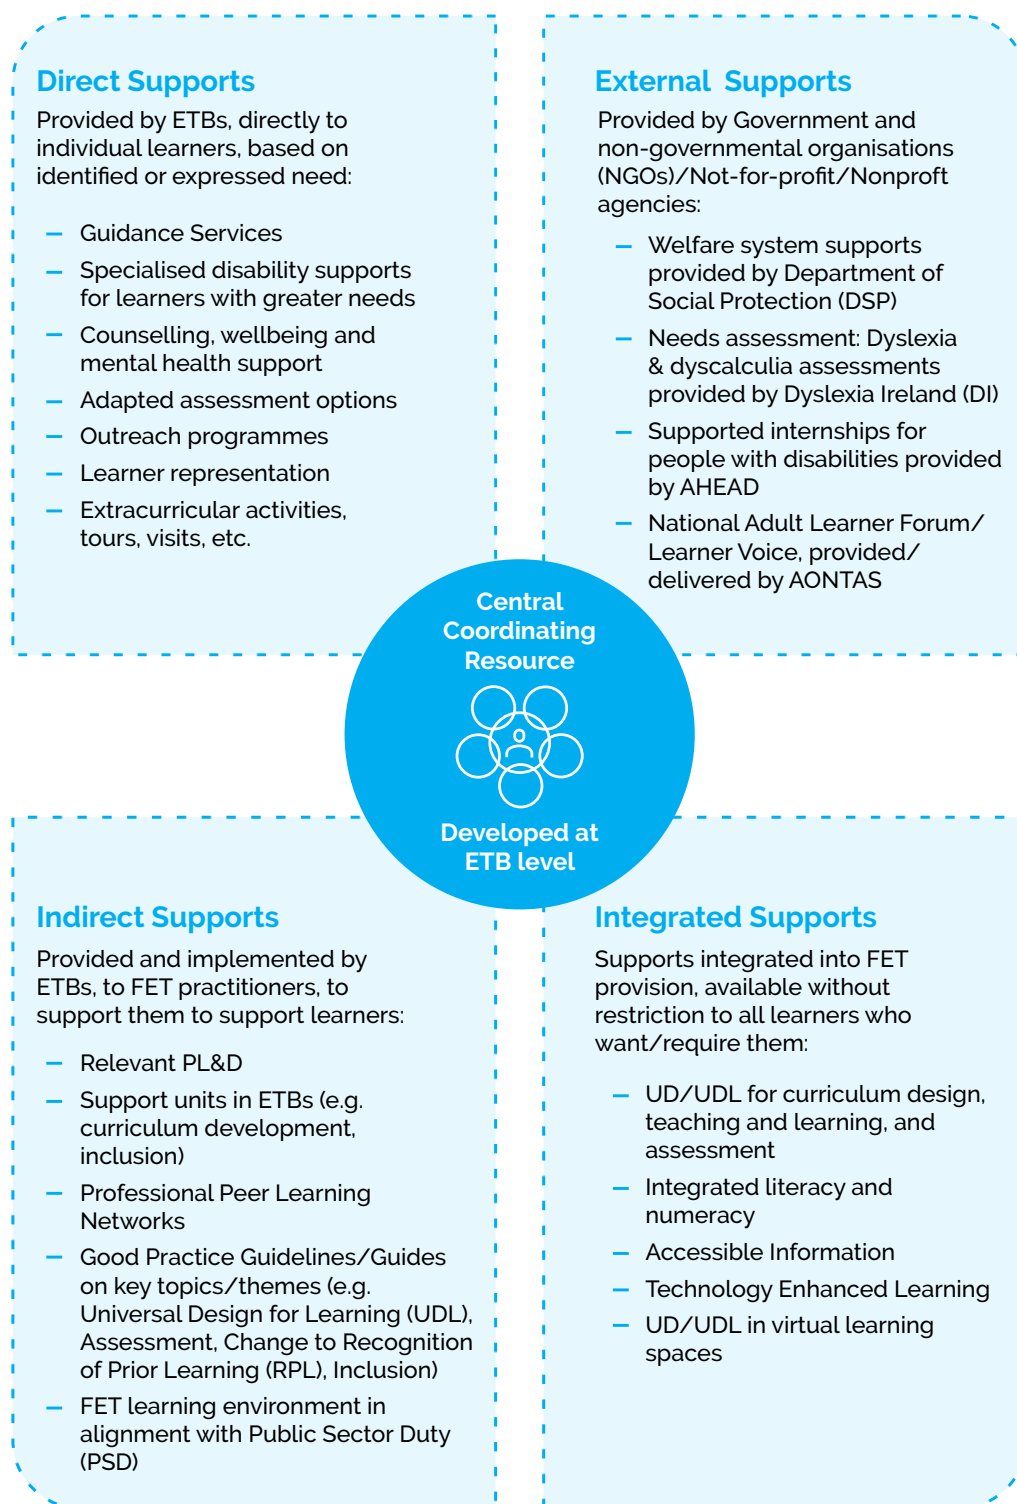 Direct Supports
Provided by ETBs, directly to
individual learners, based on
identified or expressed need:
– Guidance Services
– Specialised disability supports
for learners with greater needs
– Counselling, wellbeing and
mental health support
– Adapted assessment options
– Outreach programmes
– Learner representation
– Extracurricular activities,
tours, visits, etc.
External Supports
Provided by Government and
non-governmental organisations
(NGOs)/Not-for-profit/Nonproft
agencies:
– Welfare system supports
provided by Department of
Social Protection (DSP)
– Needs assessment: Dyslexia
& dyscalculia assessments
provided by Dyslexia Ireland (DI)
– Supported internships for
people with disabilities provided
by AHEAD
– National Adult Learner Forum/
Learner Voice, provided/
delivered by AONTAS
Central
Coordinating
Resource
Developed at
ETB level
Indirect Supports
Provided and implemented by
ETBs, to FET practitioners, to
support them to support learners:
– Relevant PL&D
– Support units in ETBs (e.g.
curriculum development,
inclusion)
– Professional Peer Learning
Networks
– Good Practice Guidelines/Guides
on key topics/themes (e.g.
Universal Design for Learning (UDL),
Assessment, Change to Recognition
of Prior Learning (RPL), Inclusion)
– FET learning environment in
alignment with Public Sector Duty
(PSD)
Integrated Supports
Supports integrated into FET
provision, available without
restriction to all learners who
want/require them:
– UD/UDL for curriculum design,
teaching and learning, and
assessment
– Integrated literacy and
numeracy
– Accessible Information
– Technology Enhanced Learning
– UD/UDL in virtual learning
spaces